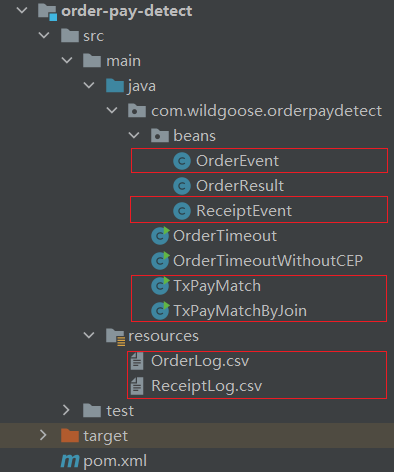 order-pay-detect
src
main
java
com.wildgoose.orderpaydetect
beans
OrderEvent
OrderResult
ReceiptEvent
OrderTimeout
OrderTimeoutWithoutCEP
TxPayMatch
TxPayMatchByJoin
resources
OrderLog.csv
ReceiptLog.csv
test
target
pom.xml